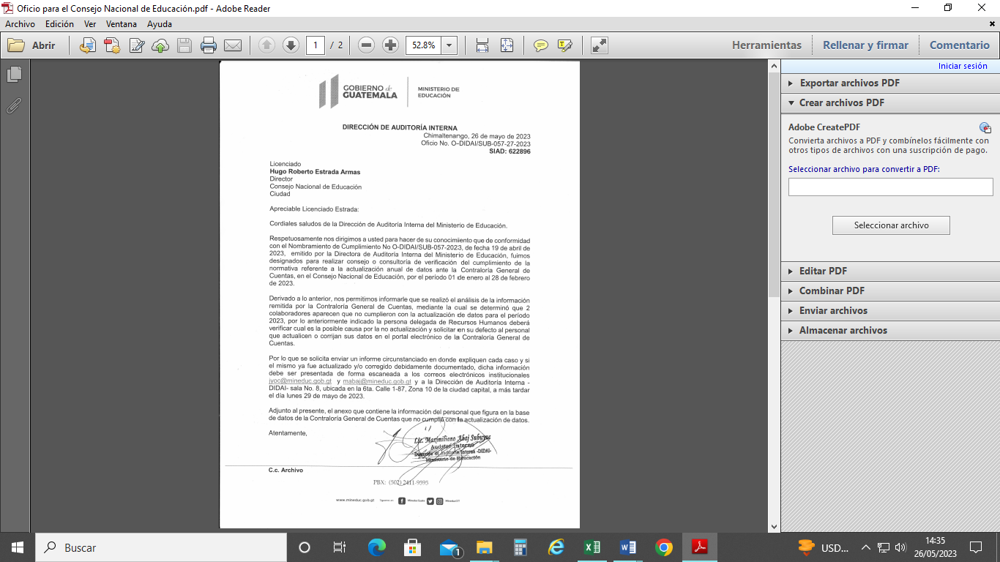 Oficio para el Consejo Nacional de Educación.pdf - Adobe Reader
Archivo Edición Ver Ventana Ayuda
Abrir 1 / 2 52.8% Herramientas Rellenar y firmar Comentario
Iniciar sesión
Exportar archivos PDF
Crear archivos PDF
Adobe CreatePDF
Convierta archivos a PDF y combínelos fácilmente con
otros tipos de archivos con una suscripción de pago.
Seleccionar archivo para convertir a PDF:
Seleccionar archivo
Editar PDF
Combinar PDF
Enviar archivos
Almacenar archivos
GOBIERNO de
GUATEMALA
MINISTERIO DE
EDUCACIÓN
DIRECCIÓN DE AUDITORÍA INTERNA
Chimaltenango, 26 de mayo de 2023
Oficio No. O-DIDAI/SUB-057-27-2023
SIAD: 622896
Licenciado
Hugo Roberto Estrada Armas
Director
Consejo Nacional de Educación
Ciudad
Apreciable Licenciado Estrada:
Cordiales saludos de la Dirección de Auditoría Interna del Ministerio de Educación.
Respetuosamente nos dirigimos a usted para hacer de su conocimiento que de conformidad
con el Nombramiento de Cumplimiento No O-DIDAI/SUB-057-2023, de fecha 19 de abril de
2023, emitido por la Directora de Auditoría Interna del Ministerio de Educación, fuimos
designados para realizar consejo o consultoría de verificación del cumplimiento de la
normativa referente a la actualización anual de datos ante la Contraloría General de
Cuentas, en el Consejo Nacional de Educación, por el período 01 de enero al 28 de febrero
de 2023.
Derivado a lo anterior, nos permitimos informarle que se realizó el análisis de la información
remitida por la Contraloría General de Cuentas, mediante la cual se determinó que 2
colaboradores aparecen que no cumplieron con la actualización de datos para el período
2023, por lo anteriormente indicado la persona delegada de Recursos Humanos deberá
verificar cual es la posible causa por la no actualización y solicitar en su defecto al personal
que actualicen o corrijan sus datos en el portal electrónico de la Contraloría General de
Cuentas.
Por lo que se solicita enviar un informe circunstanciado en donde expliquen cada caso y si
el mismo ya fue actualizado y/o corregido debidamente documentado, dicha información
debe ser presentada de forma escaneada a los correos electrónicos institucionales
jyoc@mineduc.gob.gt y mabaj@mineduc.gob.gt y a la Dirección de Auditoría Interna -
DIDAI- sala No. 8, ubicada en la 6ta. Calle 1-87, Zona 10 de la ciudad capital, a más tardar
el día lunes 29 de mayo de 2023.
Adjunto al presente, el anexo que contiene la información del personal que figura en la base
de datos de la Contraloría General de Cuentas que no cumplió con la actualización de datos.
Atentamente,
Lic. Maximiliano Abaj Subuyuc
Auditor Interno
Dirección de Auditoría Interna -DIDAI-
Ministerio de Educación
C.c. Archivo
PBX: (502) 2411-9595
www.mineduc.gob.gt
Buscar
1
USD...
14:35
26/05/2023